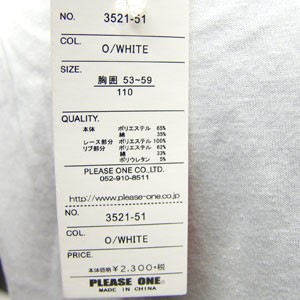 NO. 3521-51
COL. O/WHITE
SIZE.
胸囲 53~59
110
QUALITY.
本体 ポリエステル 65%
綿 35%
レース部分 ポリエステル 100%
リブ部分 ポリエステル 62%
綿 33%
ポリウレタン 5%
PLEASE ONE CO.,LTD.
052-910-8511
http://www.please-one.co.jp
NO. 3521-51
COL. O/WHITE
PRICE.
本体価格 ¥2,300+税
PLEASE ONE.
MADE IN CHINA